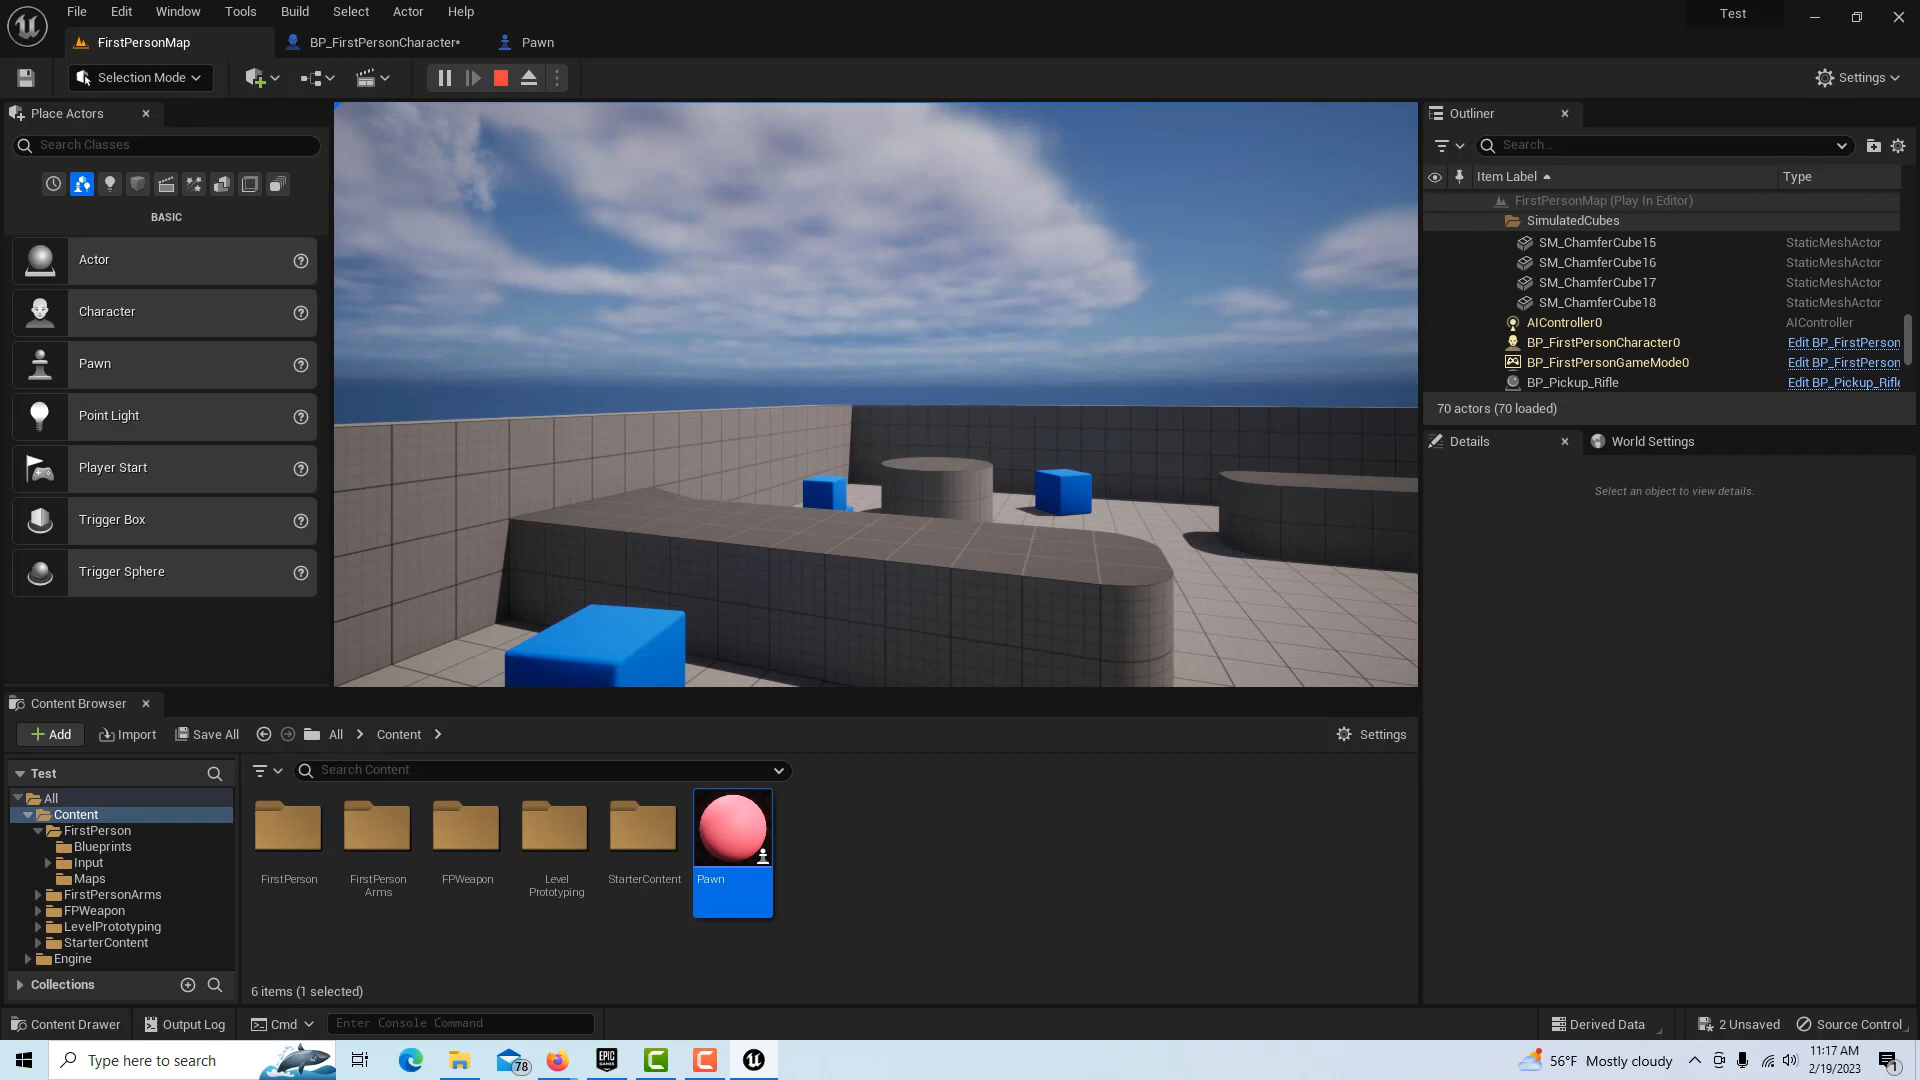 File Edit Window Tools Build Select Actor Help
Test
FirstPersonMap
BP_FirstPersonCharacter*
Pawn
Selection Mode
Settings
Place Actors
Search Classes
BASIC
Actor
Character
Pawn
Point Light
Player Start
Trigger Box
Trigger Sphere
Outliner
Search...
Item Label
Type
FirstPersonMap (Play In Editor)
SimulatedCubes
SM_ChamferCube15 StaticMeshActor
SM_ChamferCube16 StaticMeshActor
SM_ChamferCube17 StaticMeshActor
SM_ChamferCube18 StaticMeshActor
AIController0 AIController
BP_FirstPersonCharacter0 Edit BP_FirstPerson
BP_FirstPersonGameMode0 Edit BP_FirstPerson
BP_Pickup_Rifle Edit BP_Pickup_Rifle
70 actors (70 loaded)
Details
World Settings
Select an object to view details.
Content Browser
Add
Import
Save All
All
Content
Settings
Test
Search Content
All
Content
FirstPerson
Blueprints
Input
Maps
FirstPersonArms
FPWeapon
LevelPrototyping
StarterContent
Engine
Collections
FirstPerson
FirstPerson
Arms
FPWeapon
Level
Prototyping
StarterContent
Pawn
6 items (1 selected)
Content Drawer
Output Log
Cmd
Enter Console Command
Derived Data
2 Unsaved
Source Control
Type here to search
78
EPIC
GAMES
56°F Mostly cloudy
11:17 AM
2/19/2023
1